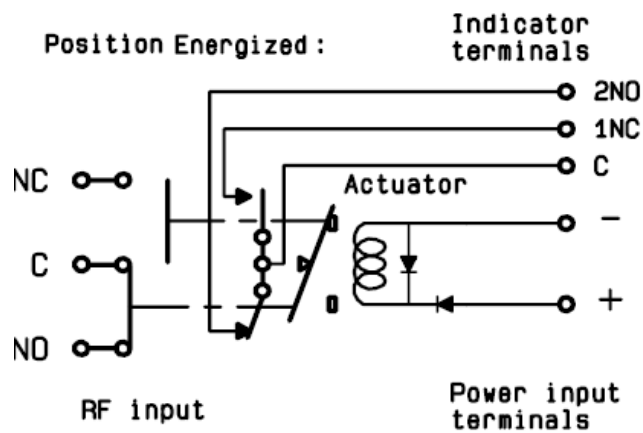 Position Energized :
Indicator
terminals
2NO
1NC
C
NC
Actuator
-
C
+
NO
RF input
Power input
terminals